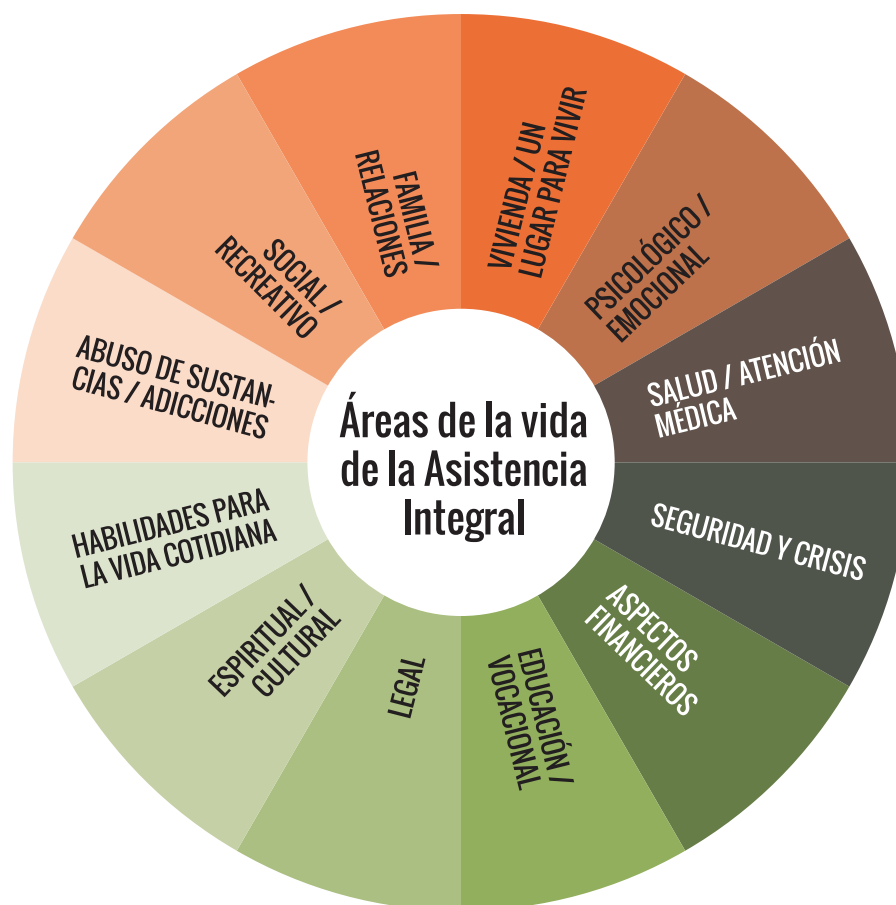 Áreas de la vida
de la Asistencia
Integral
VIVIENDA / UN
LUGAR PARA VIVIR
PSICOLÓGICO /
EMOCIONAL
SALUD / ATENCIÓN
MÉDICA
SEGURIDAD Y CRISIS
ASPECTOS
FINANCIEROS
EDUCACIÓN /
VOCACIONAL
LEGAL
ESPIRITUAL /
CULTURAL
HABILIDADES PARA
LA VIDA COTIDIANA
ABUSO DE SUSTAN-
CIAS / ADICCIONES
SOCIAL /
RECREATIVO
FAMILIA /
RELACIONES